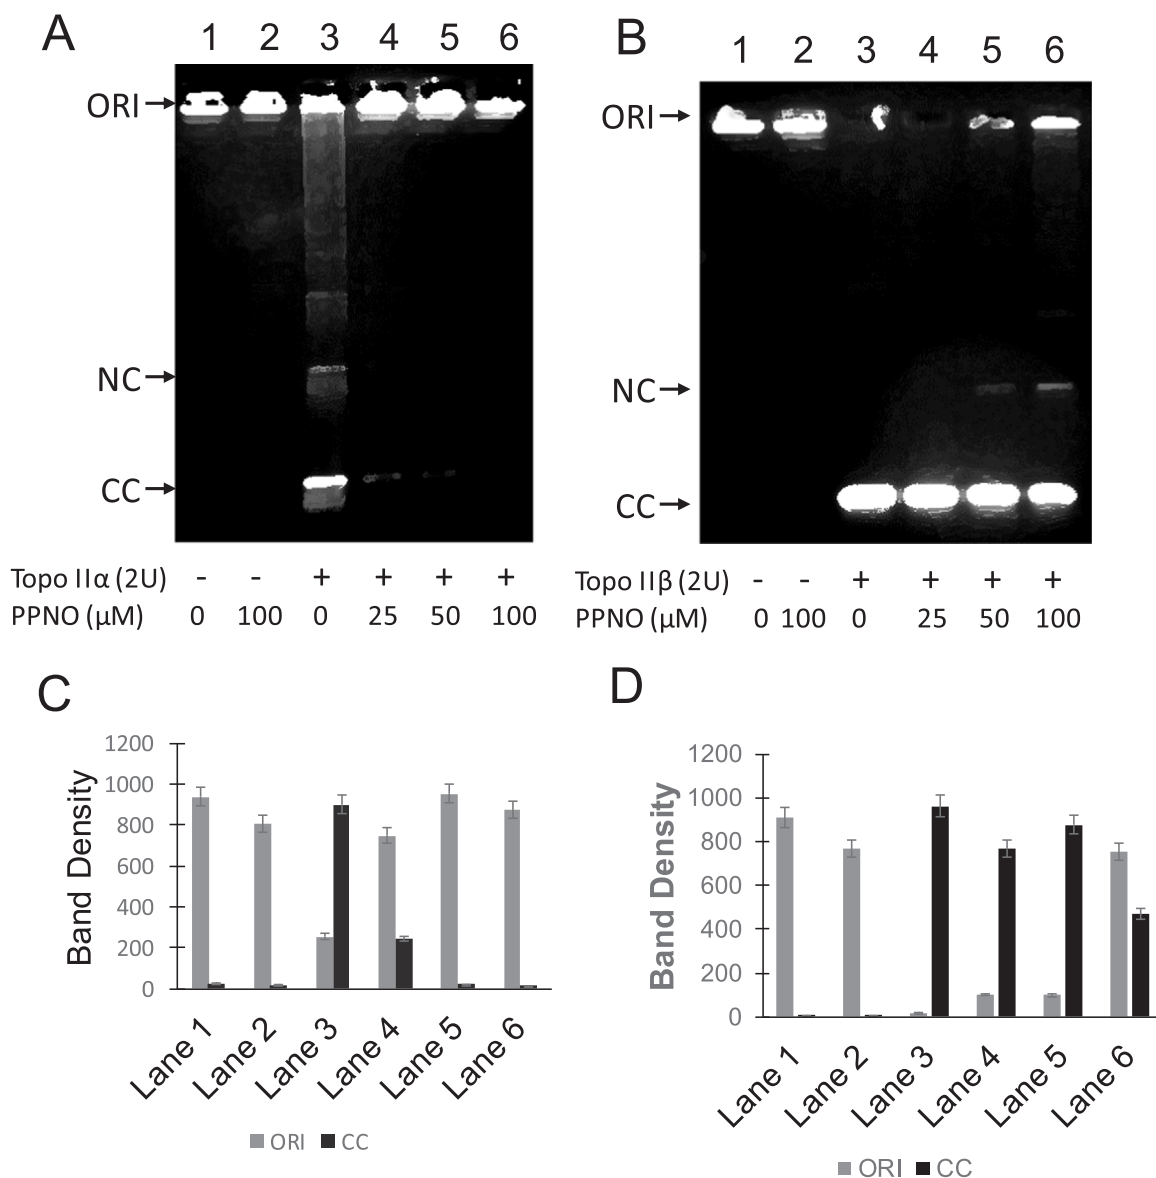 A
1 2 3 4 5 6
ORI
NC
CC
Topo IIα (2U) - - + + + +
PPNO (μM) 0 100 0 25 50 100
B
1 2 3 4 5 6
ORI
NC
CC
Topo IIβ (2U) - - + + + +
PPNO (μM) 0 100 0 25 50 100
C
Band Density
1200
1000
800
600
400
200
0
Lane 1 Lane 2 Lane 3 Lane 4 Lane 5 Lane 6
ORI CC
D
Band Density
1200
1000
800
600
400
200
0
Lane 1 Lane 2 Lane 3 Lane 4 Lane 5 Lane 6
ORI CC